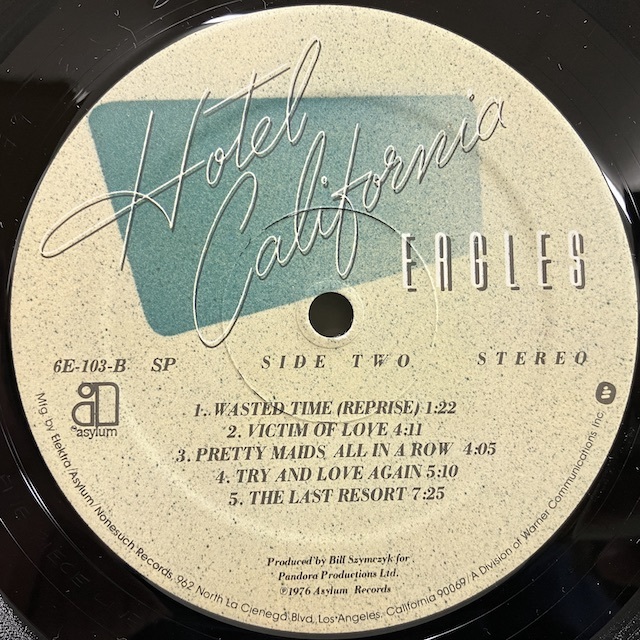 Hotel
California
EAGLES
6E-103-B SP SIDE TWO STEREO
asylum
1. WASTED TIME (REPRISE) 1:22
2. VICTIM OF LOVE 4:11
3. PRETTY MAIDS ALL IN A ROW 4:05
4. TRY AND LOVE AGAIN 5:10
5. THE LAST RESORT 7:25
Produced by Bill Szymczyk for
Pandora Productions Ltd.
℗1976 Asylum Records
Mfg. by Elektra/Asylum/Nonesuch Records, 962 North La Cienega Blvd., Los Angeles, California 90069/A Division of Warner Communications Inc.